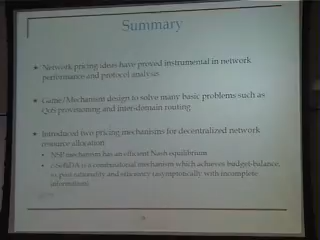 Summary
Network pricing ideas have proved instrumental in network
performance and protocol analysis
Game/Mechanism design to solve many basic problems such as
QoS provisioning and interdomain routing
Introduced two pricing mechanisms for decentralized network
resource allocation
NSP mechanism has an efficient Nash equilibrium
is a combinatorial mechanism which achieves budget-balance,
ex post rationality and efficiency (asymptotically with incomplete
information)